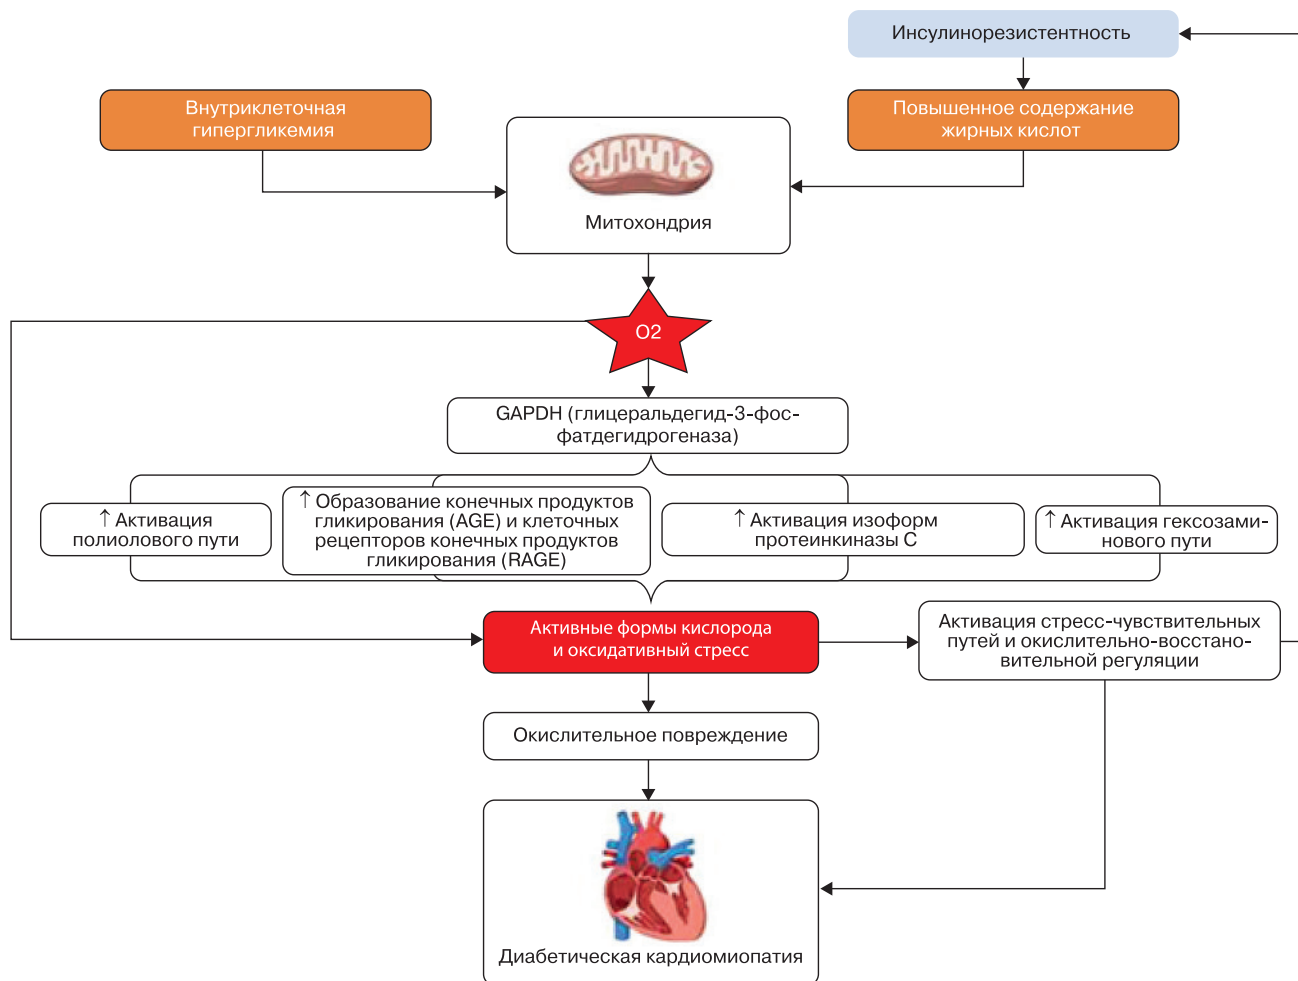 Инсулинорезистентность
Внутриклеточная
гипергликемия
Повышенное содержание
жирных кислот
Митохондрия
O2
GAPDH (глицеральдегид-3-фос-
фатдегидрогеназа)
↑ Активация
полиолового пути
↑ Образование конечных продуктов
гликирования (AGE) и клеточных
рецепторов конечных продуктов
гликирования (RAGE)
↑ Активация изоформ
протеинкиназы С
↑ Активация гексозами-
нового пути
Активные формы кислорода
и оксидативный стресс
Активация стресс-чувствительных
путей и окислительно-восстано-
вительной регуляции
Окислительное повреждение
Диабетическая кардиомиопатия